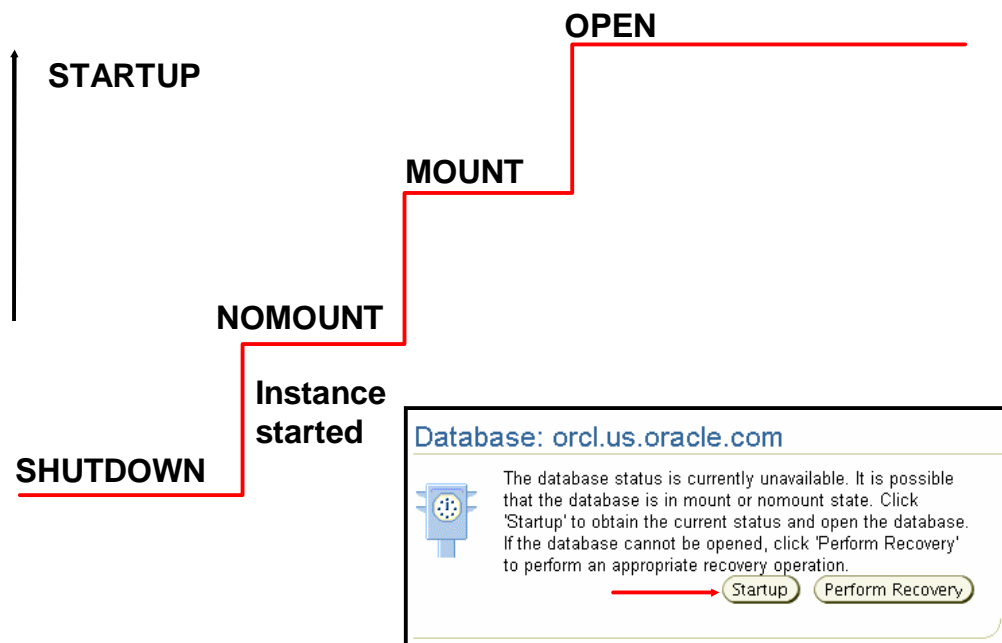 OPEN
STARTUP
MOUNT
NOMOUNT
Instance
started
SHUTDOWN
Database: orcl.us.oracle.com
The database status is currently unavailable. It is possible
that the database is in mount or nomount state. Click
'Startup' to obtain the current status and open the database.
If the database cannot be opened, click 'Perform Recovery'
to perform an appropriate recovery operation.
Startup Perform Recovery